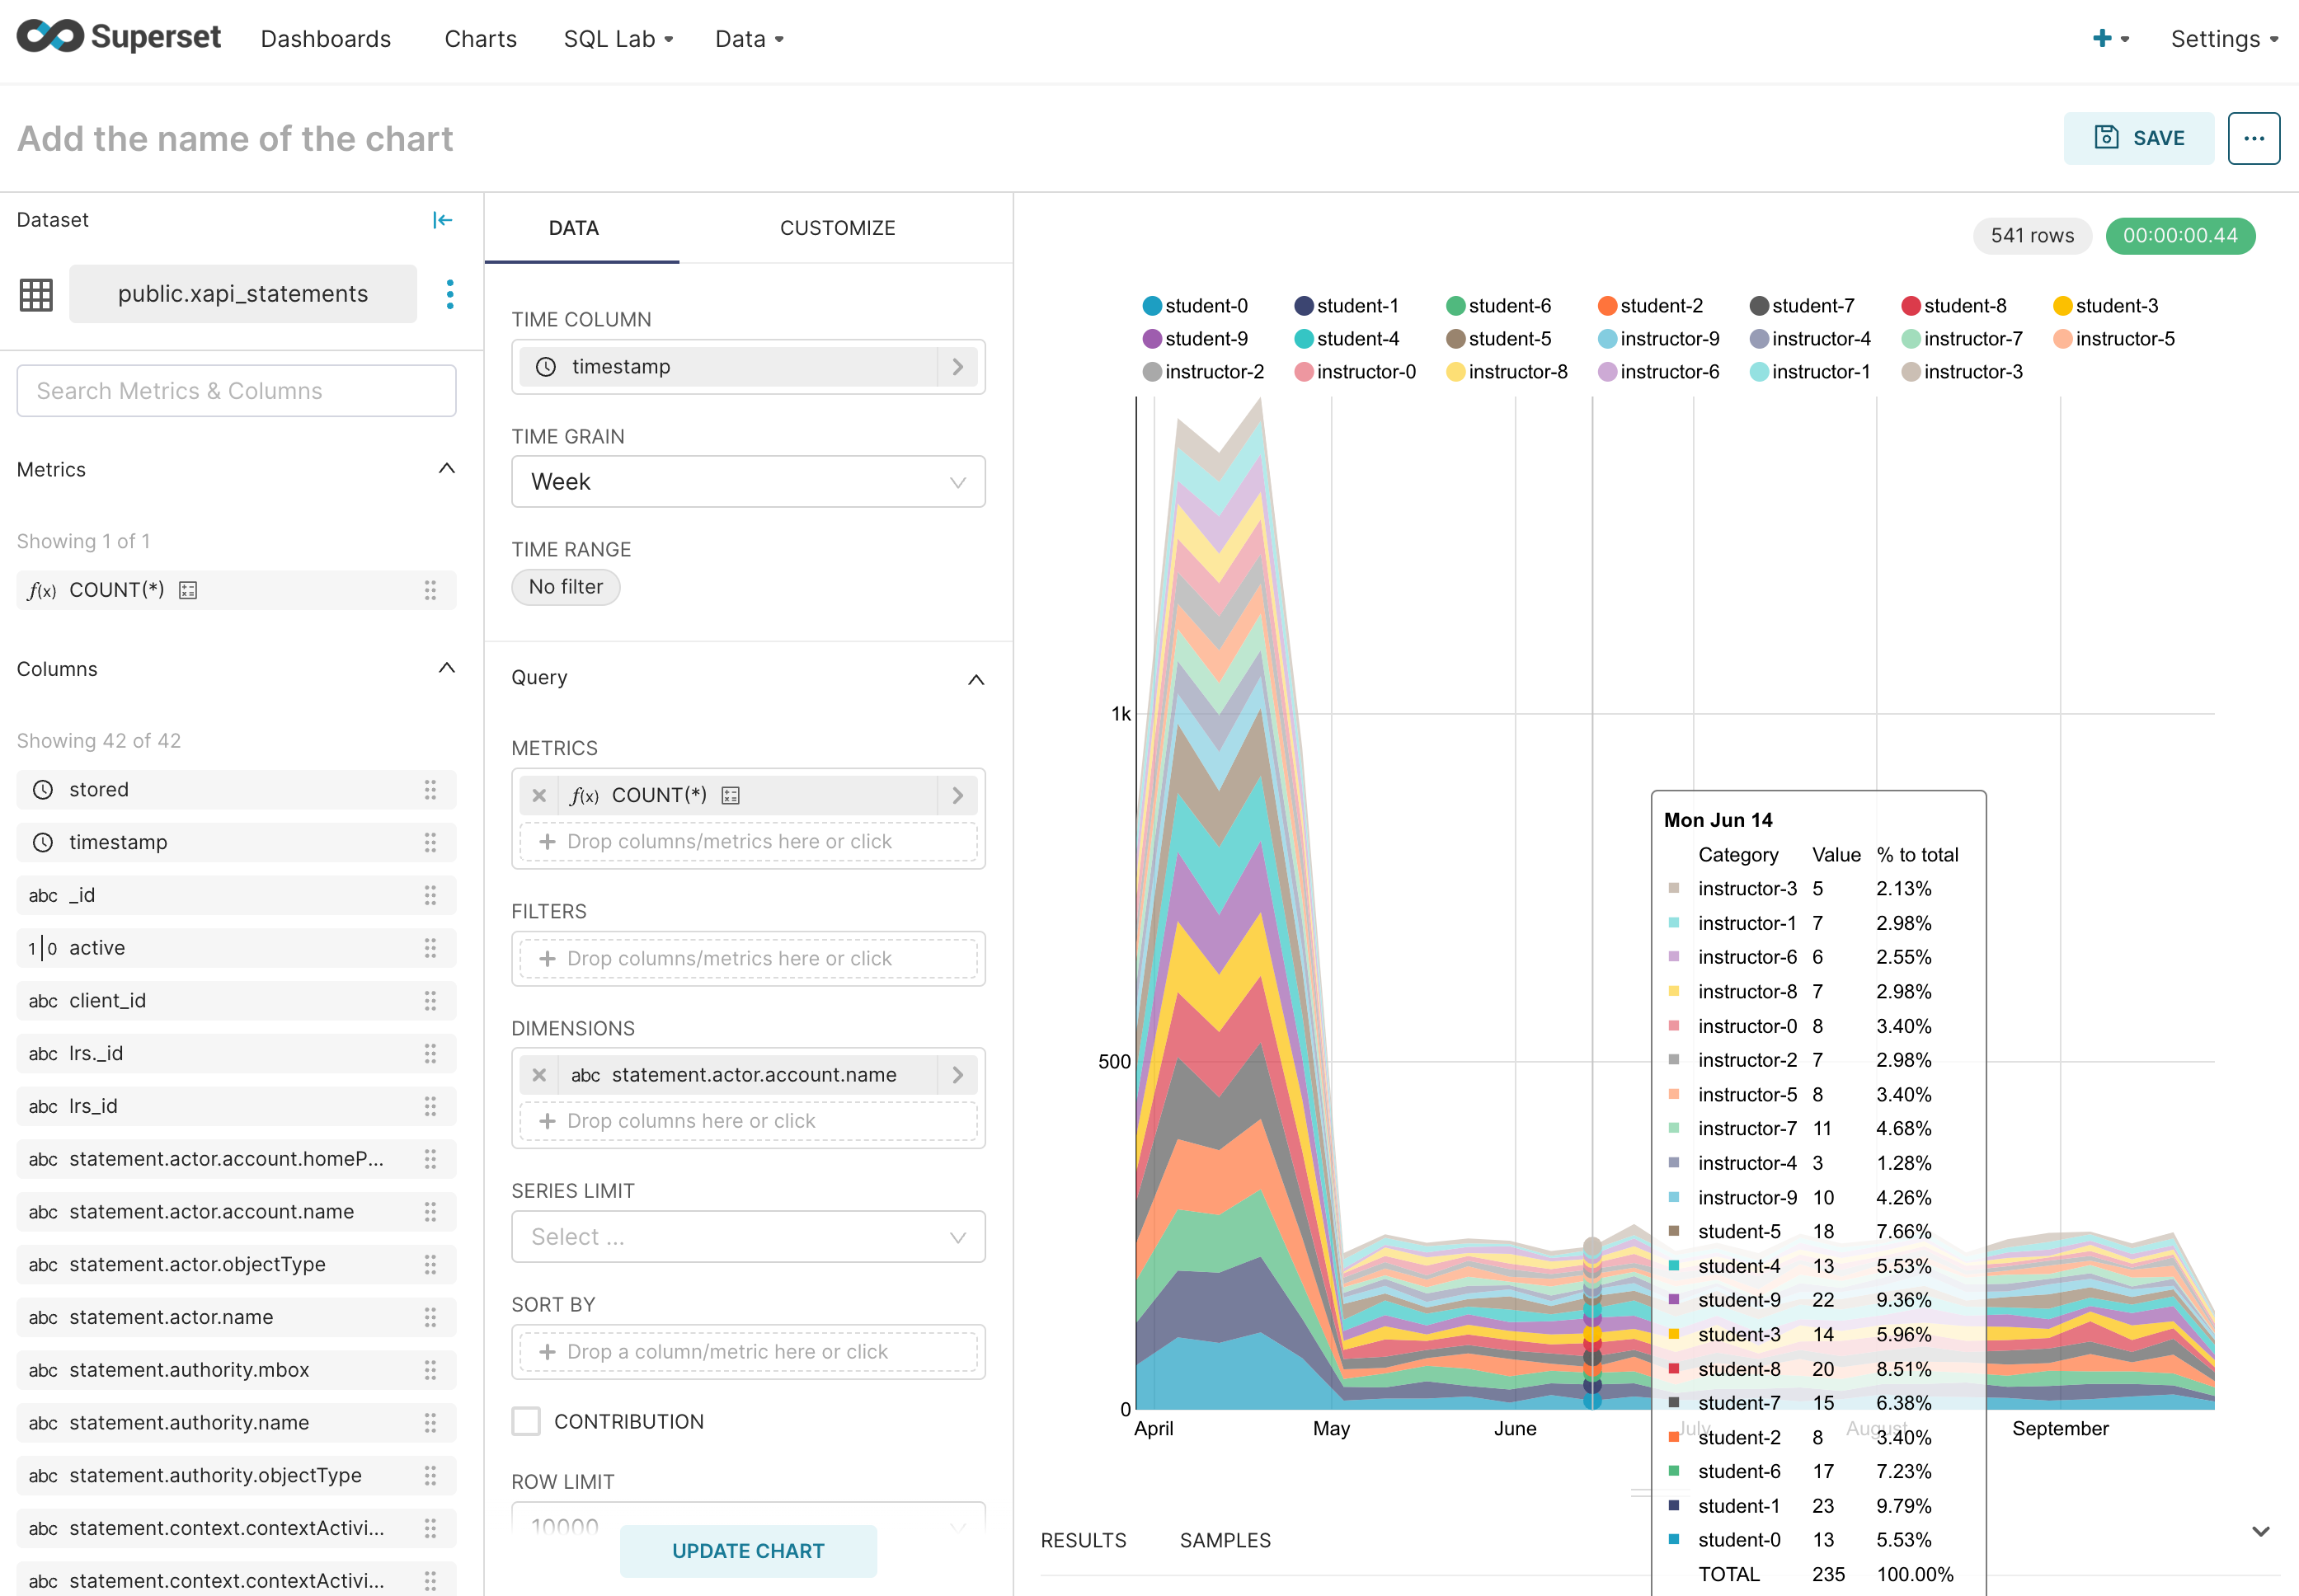 Superset Dashboards Charts SQL Lab Data Settings
Add the name of the chart
SAVE
Dataset
public.xapi_statements
Search Metrics & Columns
Metrics
Showing 1 of 1
f(x) COUNT(*)
Columns
Showing 42 of 42
stored
timestamp
abc _id
1|0 active
abc client_id
abc lrs._id
abc lrs_id
abc statement.actor.account.homeP...
abc statement.actor.account.name
abc statement.actor.objectType
abc statement.actor.name
abc statement.authority.mbox
abc statement.authority.name
abc statement.authority.objectType
abc statement.context.contextActivi...
abc statement.context.contextActivi...
DATA CUSTOMIZE
TIME COLUMN
timestamp
TIME GRAIN
Week
TIME RANGE
No filter
Query
METRICS
f(x) COUNT(*)
Drop columns/metrics here or click
FILTERS
Drop columns/metrics here or click
DIMENSIONS
abc statement.actor.account.name
Drop columns here or click
SERIES LIMIT
Select ...
SORT BY
Drop a column/metric here or click
CONTRIBUTION
ROW LIMIT
10000
UPDATE CHART
541 rows 00:00:00.44
student-0 student-1 student-6 student-2 student-7 student-8 student-3
student-9 student-4 student-5 instructor-9 instructor-4 instructor-7 instructor-5
instructor-2 instructor-0 instructor-8 instructor-6 instructor-1 instructor-3
1k
500
0
April May June July August September
Mon Jun 14
Category Value % to total
instructor-3 5 2.13%
instructor-1 7 2.98%
instructor-6 6 2.55%
instructor-8 7 2.98%
instructor-0 8 3.40%
instructor-2 7 2.98%
instructor-5 8 3.40%
instructor-7 11 4.68%
instructor-4 3 1.28%
instructor-9 10 4.26%
student-5 18 7.66%
student-4 13 5.53%
student-9 22 9.36%
student-3 14 5.96%
student-8 20 8.51%
student-7 15 6.38%
student-2 8 3.40%
student-6 17 7.23%
student-1 23 9.79%
student-0 13 5.53%
TOTAL 235 100.00%
RESULTS SAMPLES